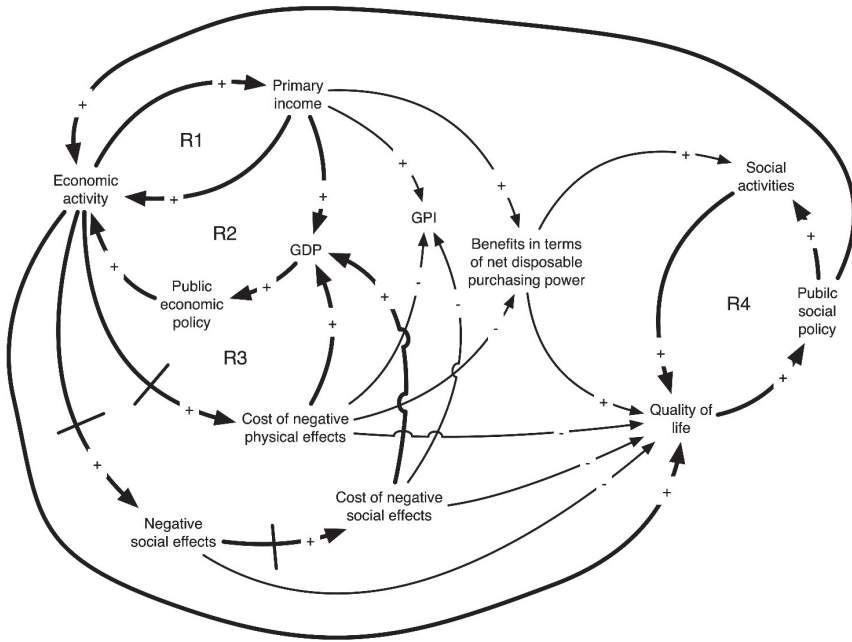 +
Primary
income
+
R1
+
Social
activities
Economic
activity
+
+
+
+
GPI
R2
GDP
Benefits in terms
of net disposable
purchasing power
+
+
+
Public
economic
policy
-
+
-
R4
Pubilc
social
policy
R3
+
-
+
+
+
+
+
Cost of negative
physical effects
Quality of
life
-
+
-
Cost of negative
social effects
-
+
Negative
social effects
+